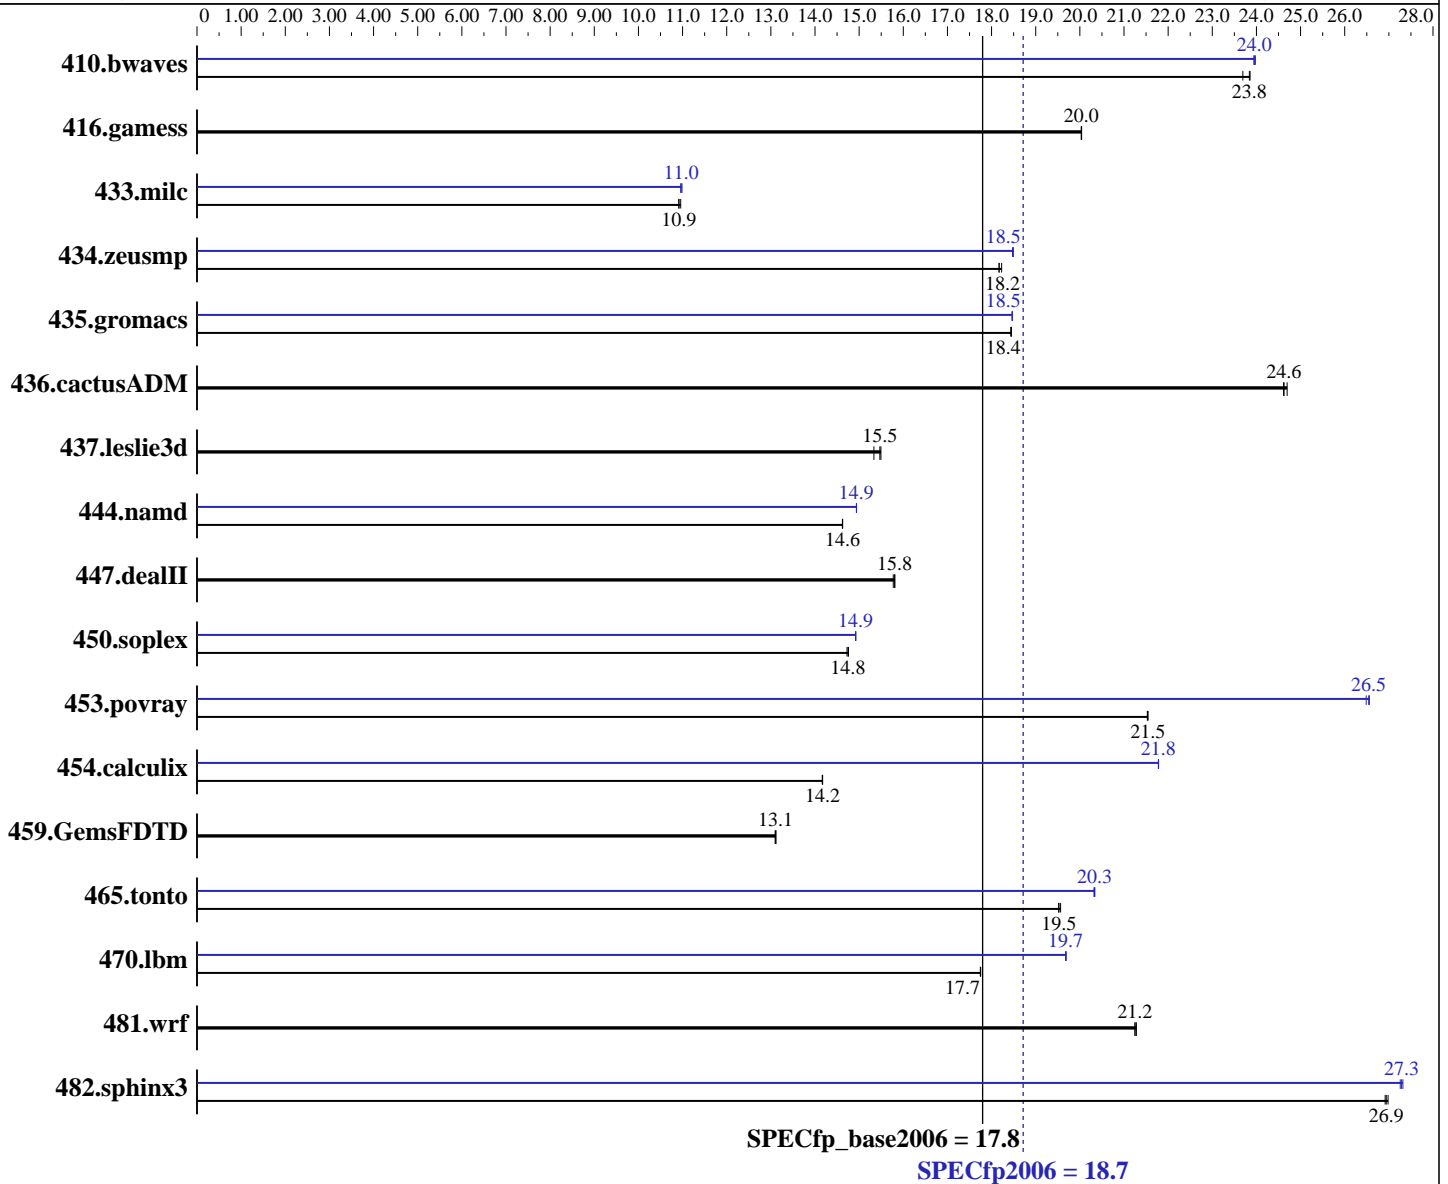 0 1.00 2.00 3.00 4.00 5.00 6.00 7.00 8.00 9.00 10.0 11.0 12.0 13.0 14.0 15.0 16.0 17.0 18.0 19.0 20.0 21.0 22.0 23.0 24.0 25.0 26.0 28.0
24.0
410.bwaves
23.8
20.0
416.gamess
11.0
433.milc
10.9
18.5
434.zeusmp
18.2
18.5
435.gromacs
18.4
24.6
436.cactusADM
15.5
437.leslie3d
14.9
444.namd
14.6
15.8
447.dealII
14.9
450.soplex
14.8
26.5
453.povray
21.5
21.8
454.calculix
14.2
13.1
459.GemsFDTD
20.3
465.tonto
19.5
19.7
470.lbm
17.7
21.2
481.wrf
27.3
482.sphinx3
26.9
SPECfp_base2006 = 17.8
SPECfp2006 = 18.7